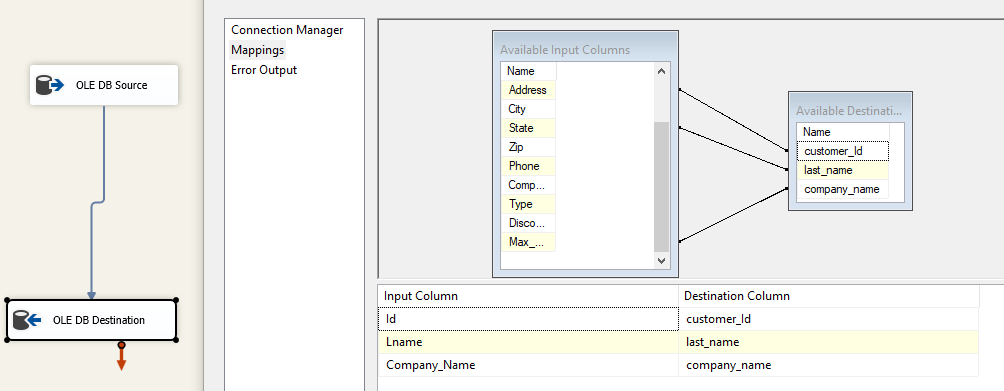 OLE DB Source
OLE DB Destination
Connection Manager
Mappings
Error Output
Available Input Columns
Name
Address
City
State
Zip
Phone
Comp...
Type
Disco...
Max_...
Available Destinati...
Name
customer_Id
last_name
company_name
Input Column Destination Column
Id customer_Id
Lname last_name
Company_Name company_name